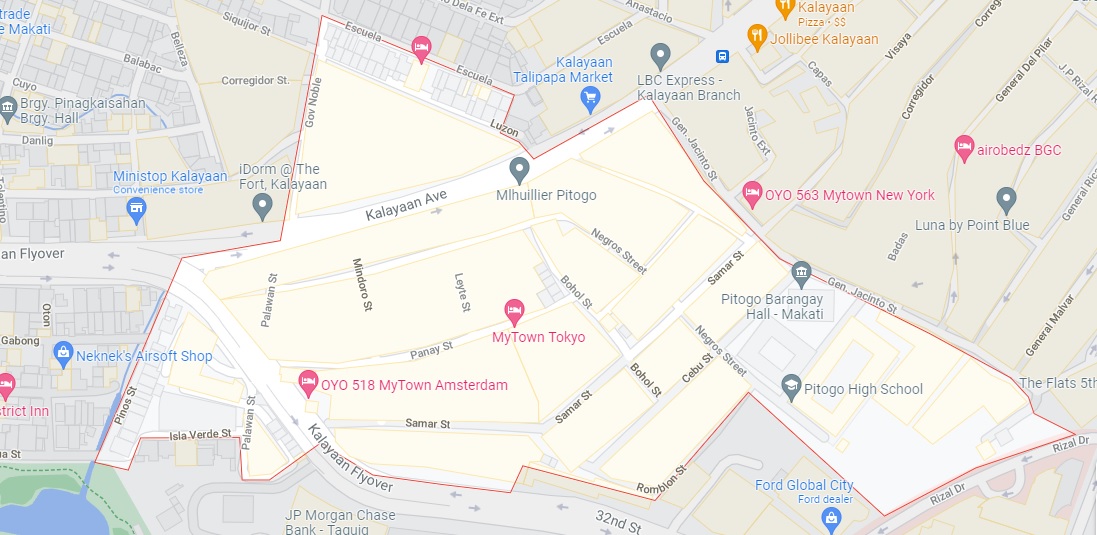 trade
e Makati
Siquijor St.
Dela Fe Ext
Anastacio
Kalayaan
Pizza · $$
Jollibee Kalayaan
Belleza
Balabac
Cuyo
Corregidor St.
Escuela
Escuela
Escuela
Kalayaan
Talipapa Market
LBC Express -
Kalayaan Branch
Capas
Visaya
Correg
General Del Pilar
J.P Rizal
Corregidor
Brgy. Pinagkaisahan
Brgy. Hall
Danlig
Gov Noble
Luzon
Gen. Jacinto St
Jacinto Ext
airobedz BGC
Tolentino
Ministop Kalayaan
Convenience store
iDorm @ The
Fort, Kalayaan
Kalayaan Ave
Mlhuillier Pitogo
OYO 563 Mytown New York
Luna by Point Blue
General Ric
an Flyover
Negros Street
Samar St
Badas
Palawan St
Mindoro St
Leyte St
Bohol St
Pitogo Barangay
Hall - Makati
Gen. Jacinto St
Oton
Gabong
Neknek's Airsoft Shop
MyTown Tokyo
Panay St
Negros Street
General Malvar
OYO 518 MyTown Amsterdam
Bohol St
Cebu St
Pitogo High School
The Flats 5th
strict Inn
Pinos St
Palawan St
Samar St
Samar St
ua St
Isla Verde St
Kalayaan Flyover
Romblon St
Rizal Dr
Rizal Dr
Ford Global City
Ford dealer
JP Morgan Chase
Bank - Taguig
32nd St